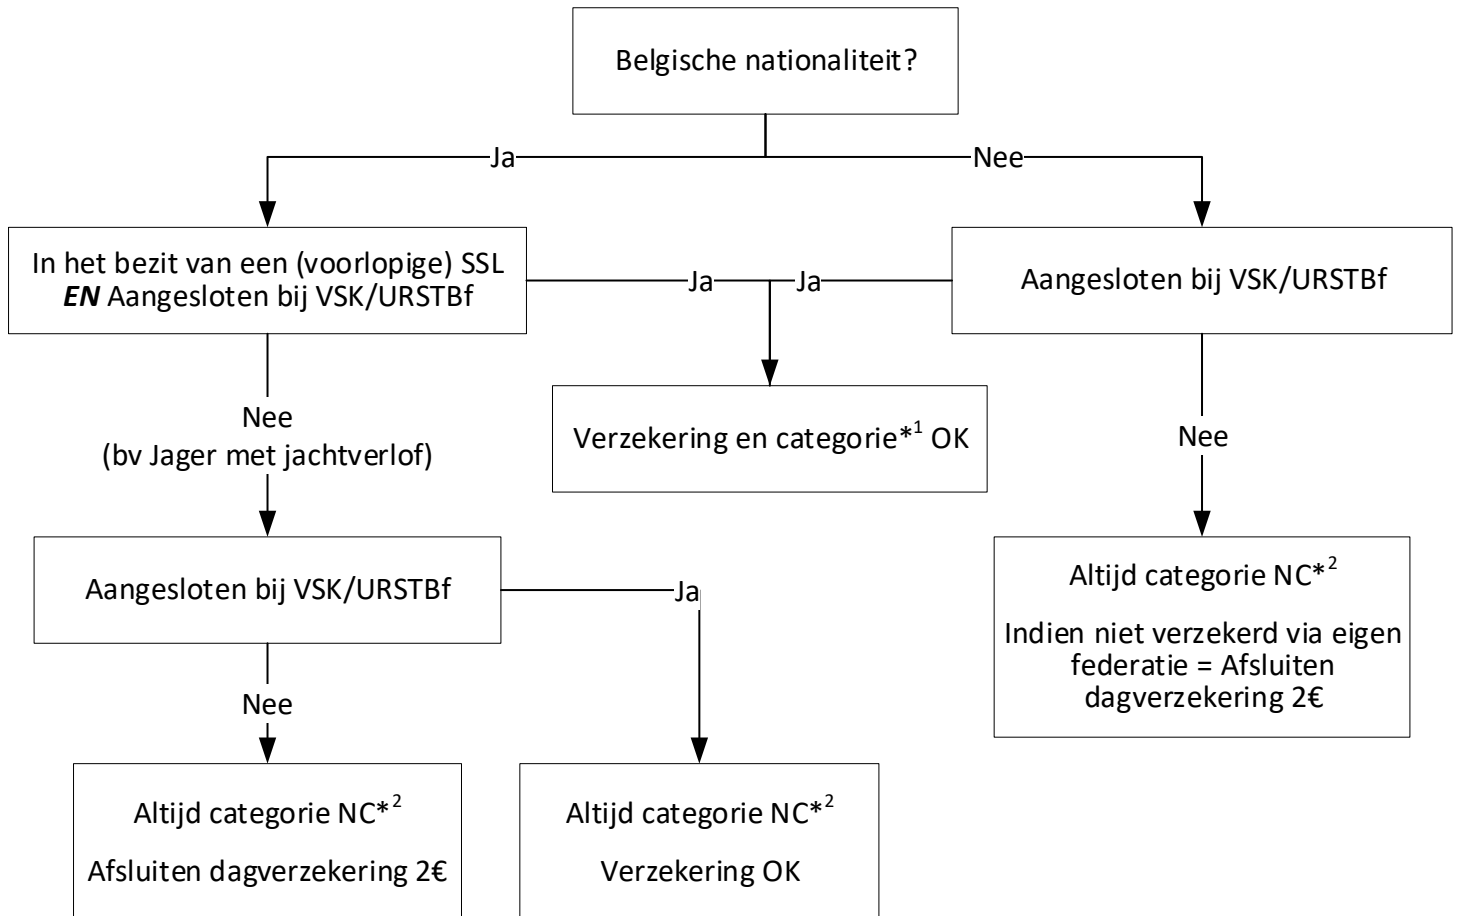 Belgische nationaliteit?
Ja
Nee
In het bezit van een (voorlopige) SSL
EN Aangesloten bij VSK/URSTBf
Ja
Ja
Aangesloten bij VSK/URSTBf
Nee
(bv Jager met jachtverlof)
Verzekering en categorie*1 OK
Nee
Aangesloten bij VSK/URSTBf
Ja
Altijd categorie NC*2
Indien niet verzekerd via eigen
federatie = Afsluiten
dagverzekering 2€
Nee
Altijd categorie NC*2
Afsluiten dagverzekering 2€
Altijd categorie NC*2
Verzekering OK